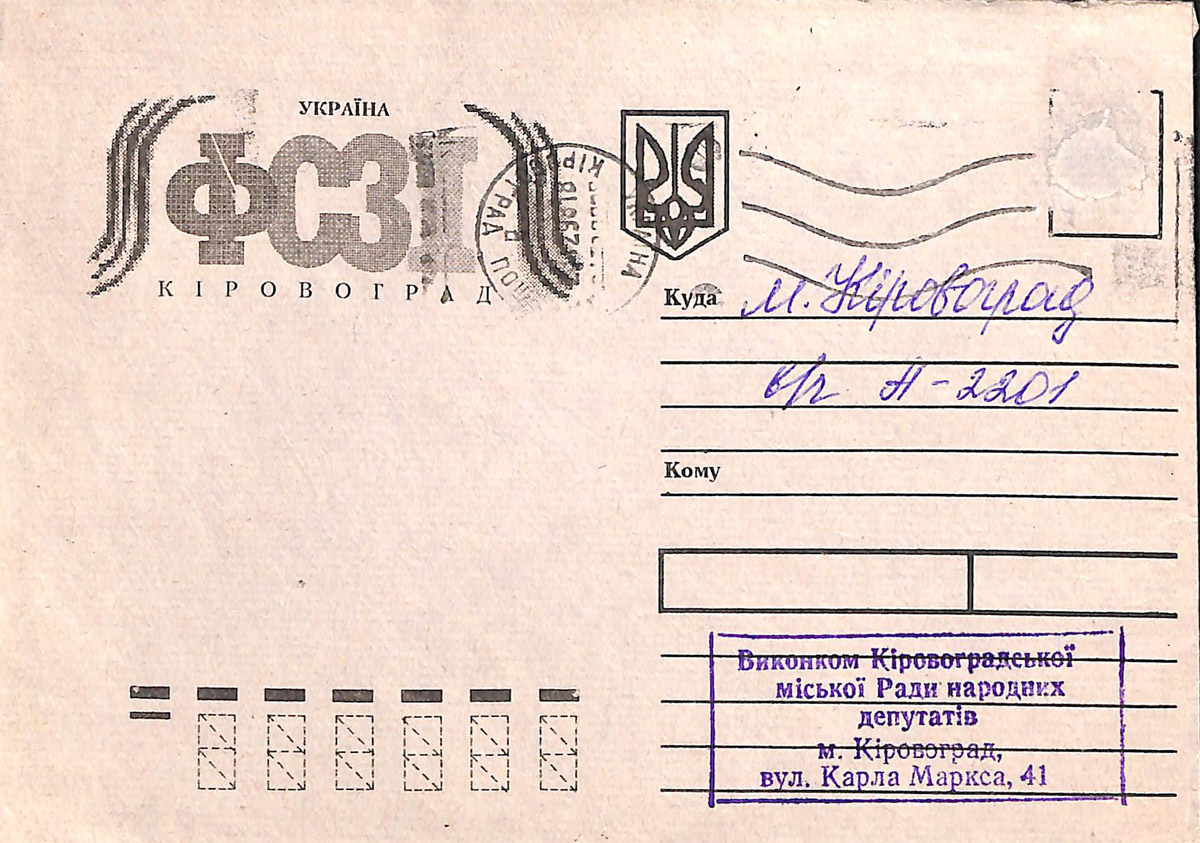 УКРАЇНА
ФСЗІ
КІРОВОГРАД
Куда
м. Кіровоград
в/ч А-2201
Кому
Виконком Кіровоградської
міської Ради народних
депутатів
м. Кіровоград,
вул. Карла Маркса, 41